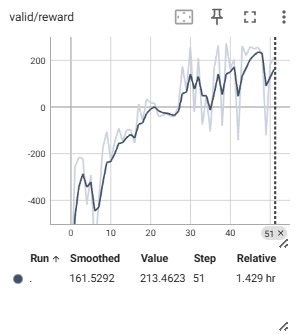 valid/reward
200
0
-200
-400
0 10 20 30 40 51
Run ↑ Smoothed Value Step Relative
. 161.5292 213.4623 51 1.429 hr